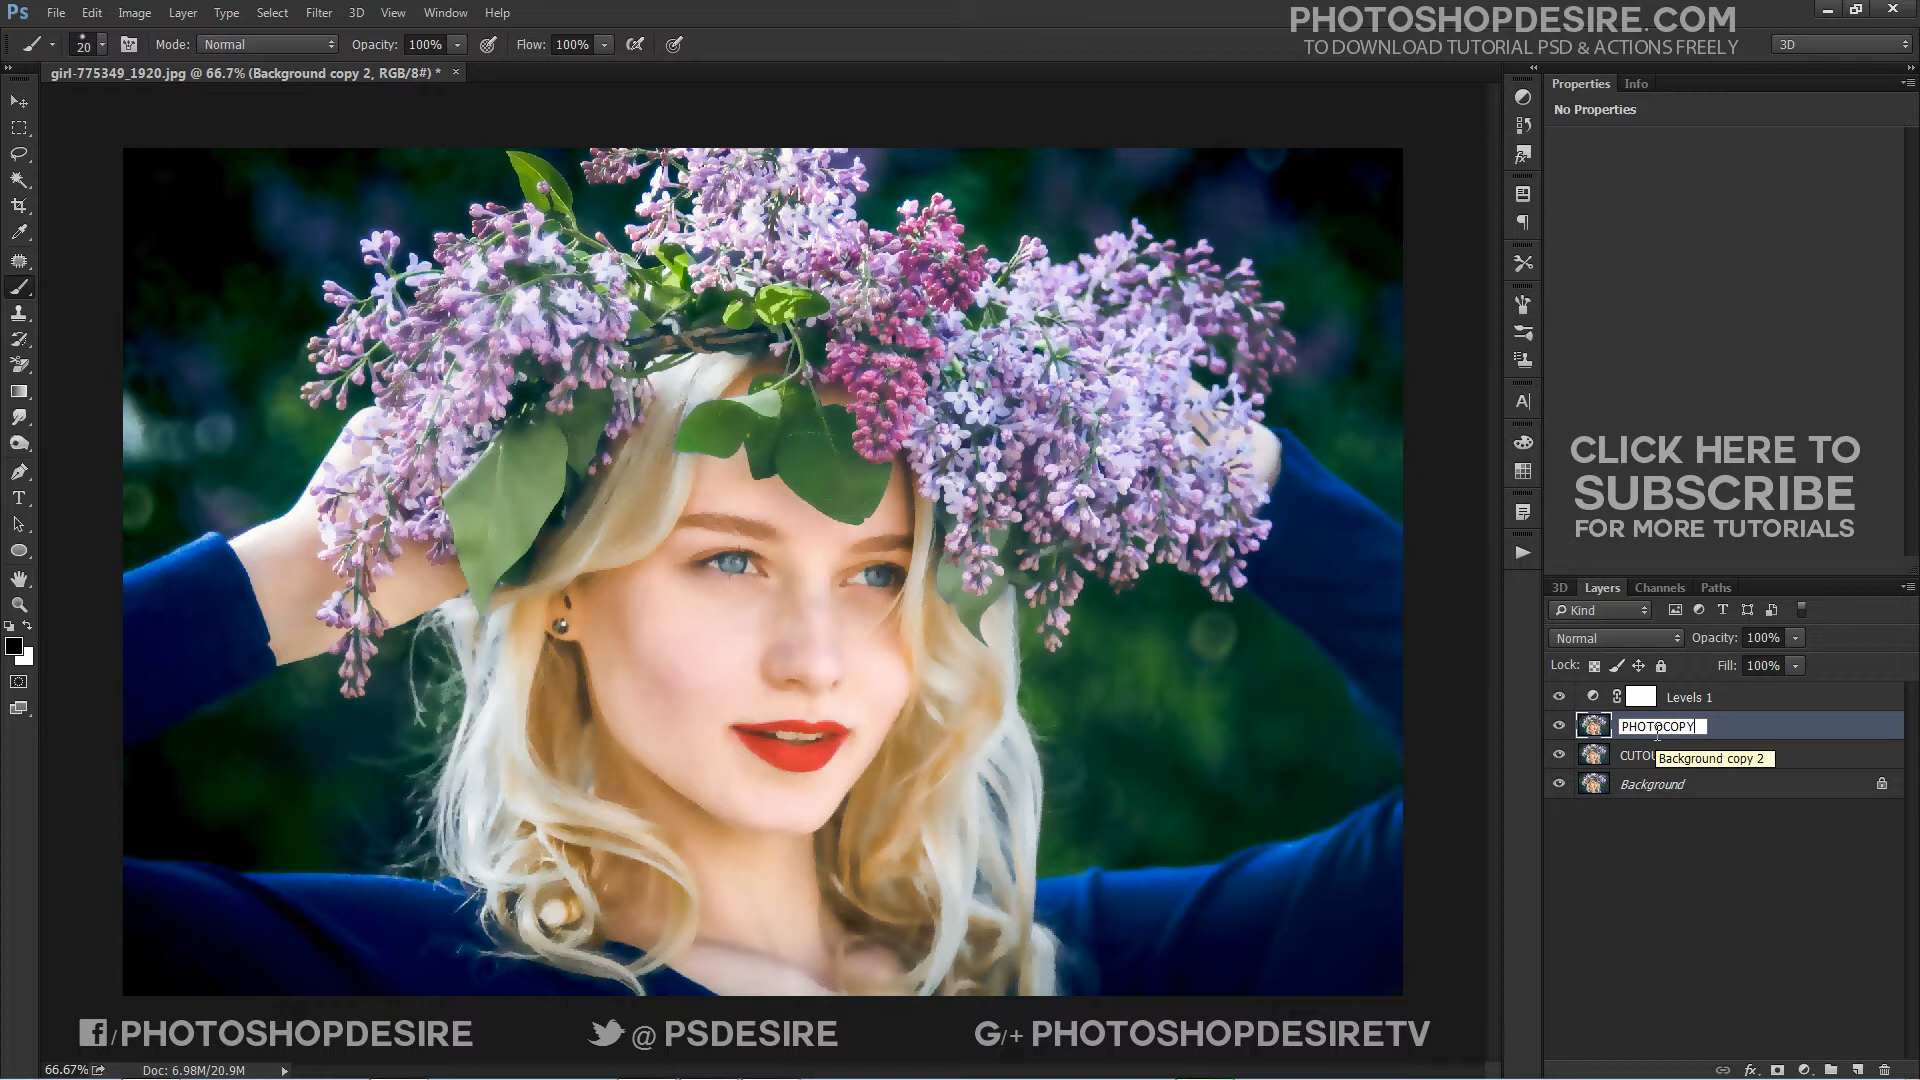 Ps File Edit Image Layer Type Select Filter 3D View Window Help
PHOTOSHOPDESIRE.COM
20 Mode: Normal Opacity: 100% Flow: 100%
TO DOWNLOAD TUTORIAL PSD & ACTIONS FREELY
3D
girl-775349_1920.jpg @ 66.7% (Background copy 2, RGB/8#) * ×
Properties Info
No Properties
CLICK HERE TO
SUBSCRIBE
FOR MORE TUTORIALS
3D Layers Channels Paths
Kind
Normal Opacity: 100%
Lock: Fill: 100%
Levels 1
PHOTOCOPY
CUTOU
Background copy 2
Background
f/PHOTOSHOPDESIRE
@ PSDESIRE
G/+ PHOTOSHOPDESIRETV
66.67% Doc: 6.98M/20.9M